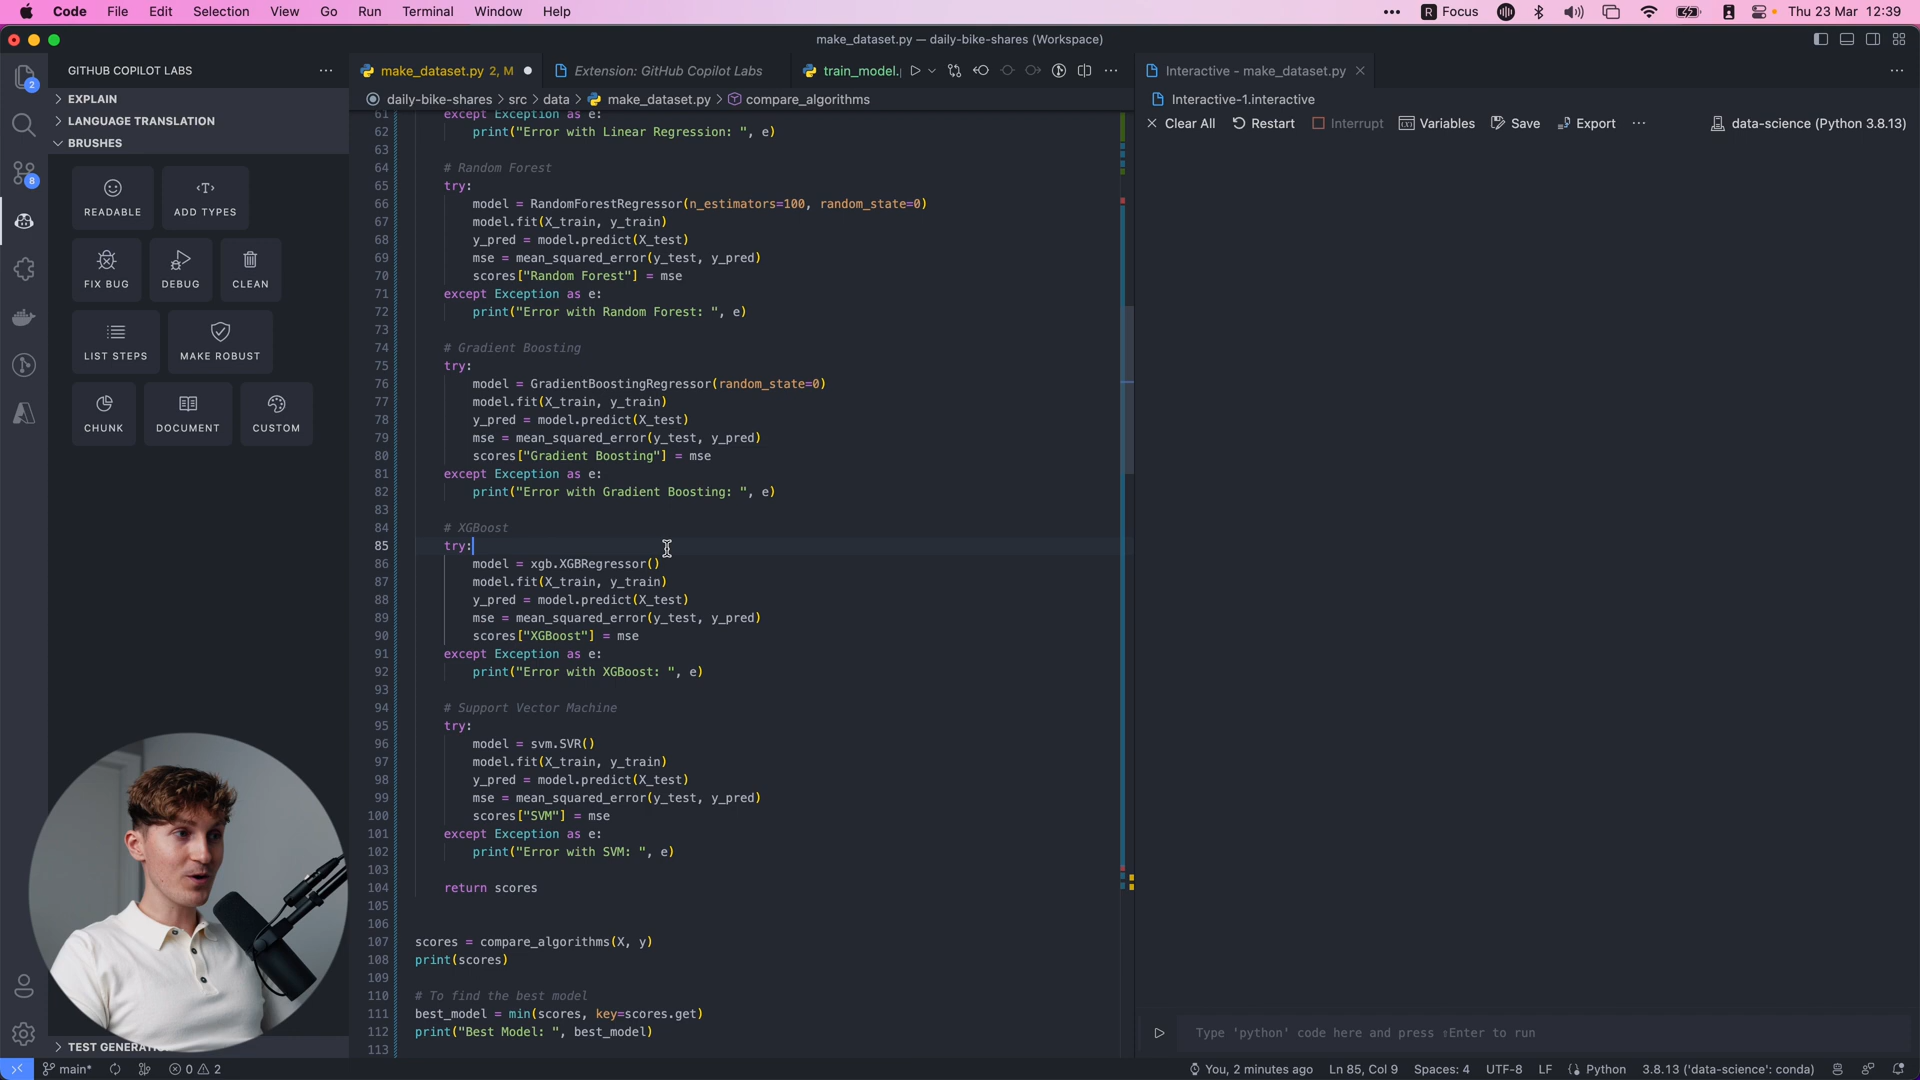 Code File Edit Selection View Go Run Terminal Window Help
R Focus
Thu 23 Mar 12:39
make_dataset.py — daily-bike-shares (Workspace)
GITHUB COPILOT LABS
make_dataset.py 2, M
Extension: GitHub Copilot Labs
train_model.
Interactive - make_dataset.py
EXPLAIN
LANGUAGE TRANSLATION
BRUSHES
READABLE
ADD TYPES
FIX BUG
DEBUG
CLEAN
LIST STEPS
MAKE ROBUST
CHUNK
DOCUMENT
CUSTOM
2
8
daily-bike-shares > src > data > make_dataset.py > compare_algorithms
61 except Exception as e:
62 print("Error with Linear Regression: ", e)
63
64 # Random Forest
65 try:
66 model = RandomForestRegressor(n_estimators=100, random_state=0)
67 model.fit(X_train, y_train)
68 y_pred = model.predict(X_test)
69 mse = mean_squared_error(y_test, y_pred)
70 scores["Random Forest"] = mse
71 except Exception as e:
72 print("Error with Random Forest: ", e)
73
74 # Gradient Boosting
75 try:
76 model = GradientBoostingRegressor(random_state=0)
77 model.fit(X_train, y_train)
78 y_pred = model.predict(X_test)
79 mse = mean_squared_error(y_test, y_pred)
80 scores["Gradient Boosting"] = mse
81 except Exception as e:
82 print("Error with Gradient Boosting: ", e)
83
84 # XGBoost
85 try:
86 model = xgb.XGBRegressor()
87 model.fit(X_train, y_train)
88 y_pred = model.predict(X_test)
89 mse = mean_squared_error(y_test, y_pred)
90 scores["XGBoost"] = mse
91 except Exception as e:
92 print("Error with XGBoost: ", e)
93
94 # Support Vector Machine
95 try:
96 model = svm.SVR()
97 model.fit(X_train, y_train)
98 y_pred = model.predict(X_test)
99 mse = mean_squared_error(y_test, y_pred)
100 scores["SVM"] = mse
101 except Exception as e:
102 print("Error with SVM: ", e)
103
104 return scores
105
106
107 scores = compare_algorithms(X, y)
108 print(scores)
109
110 # To find the best model
111 best_model = min(scores, key=scores.get)
112 print("Best Model: ", best_model)
113
Interactive-1.interactive
Clear All Restart Interrupt Variables Save Export data-science (Python 3.8.13)
Type 'python' code here and press ⇧Enter to run
main* 0 2 You, 2 minutes ago Ln 85, Col 9 Spaces: 4 UTF-8 LF Python 3.8.13 ('data-science': conda)